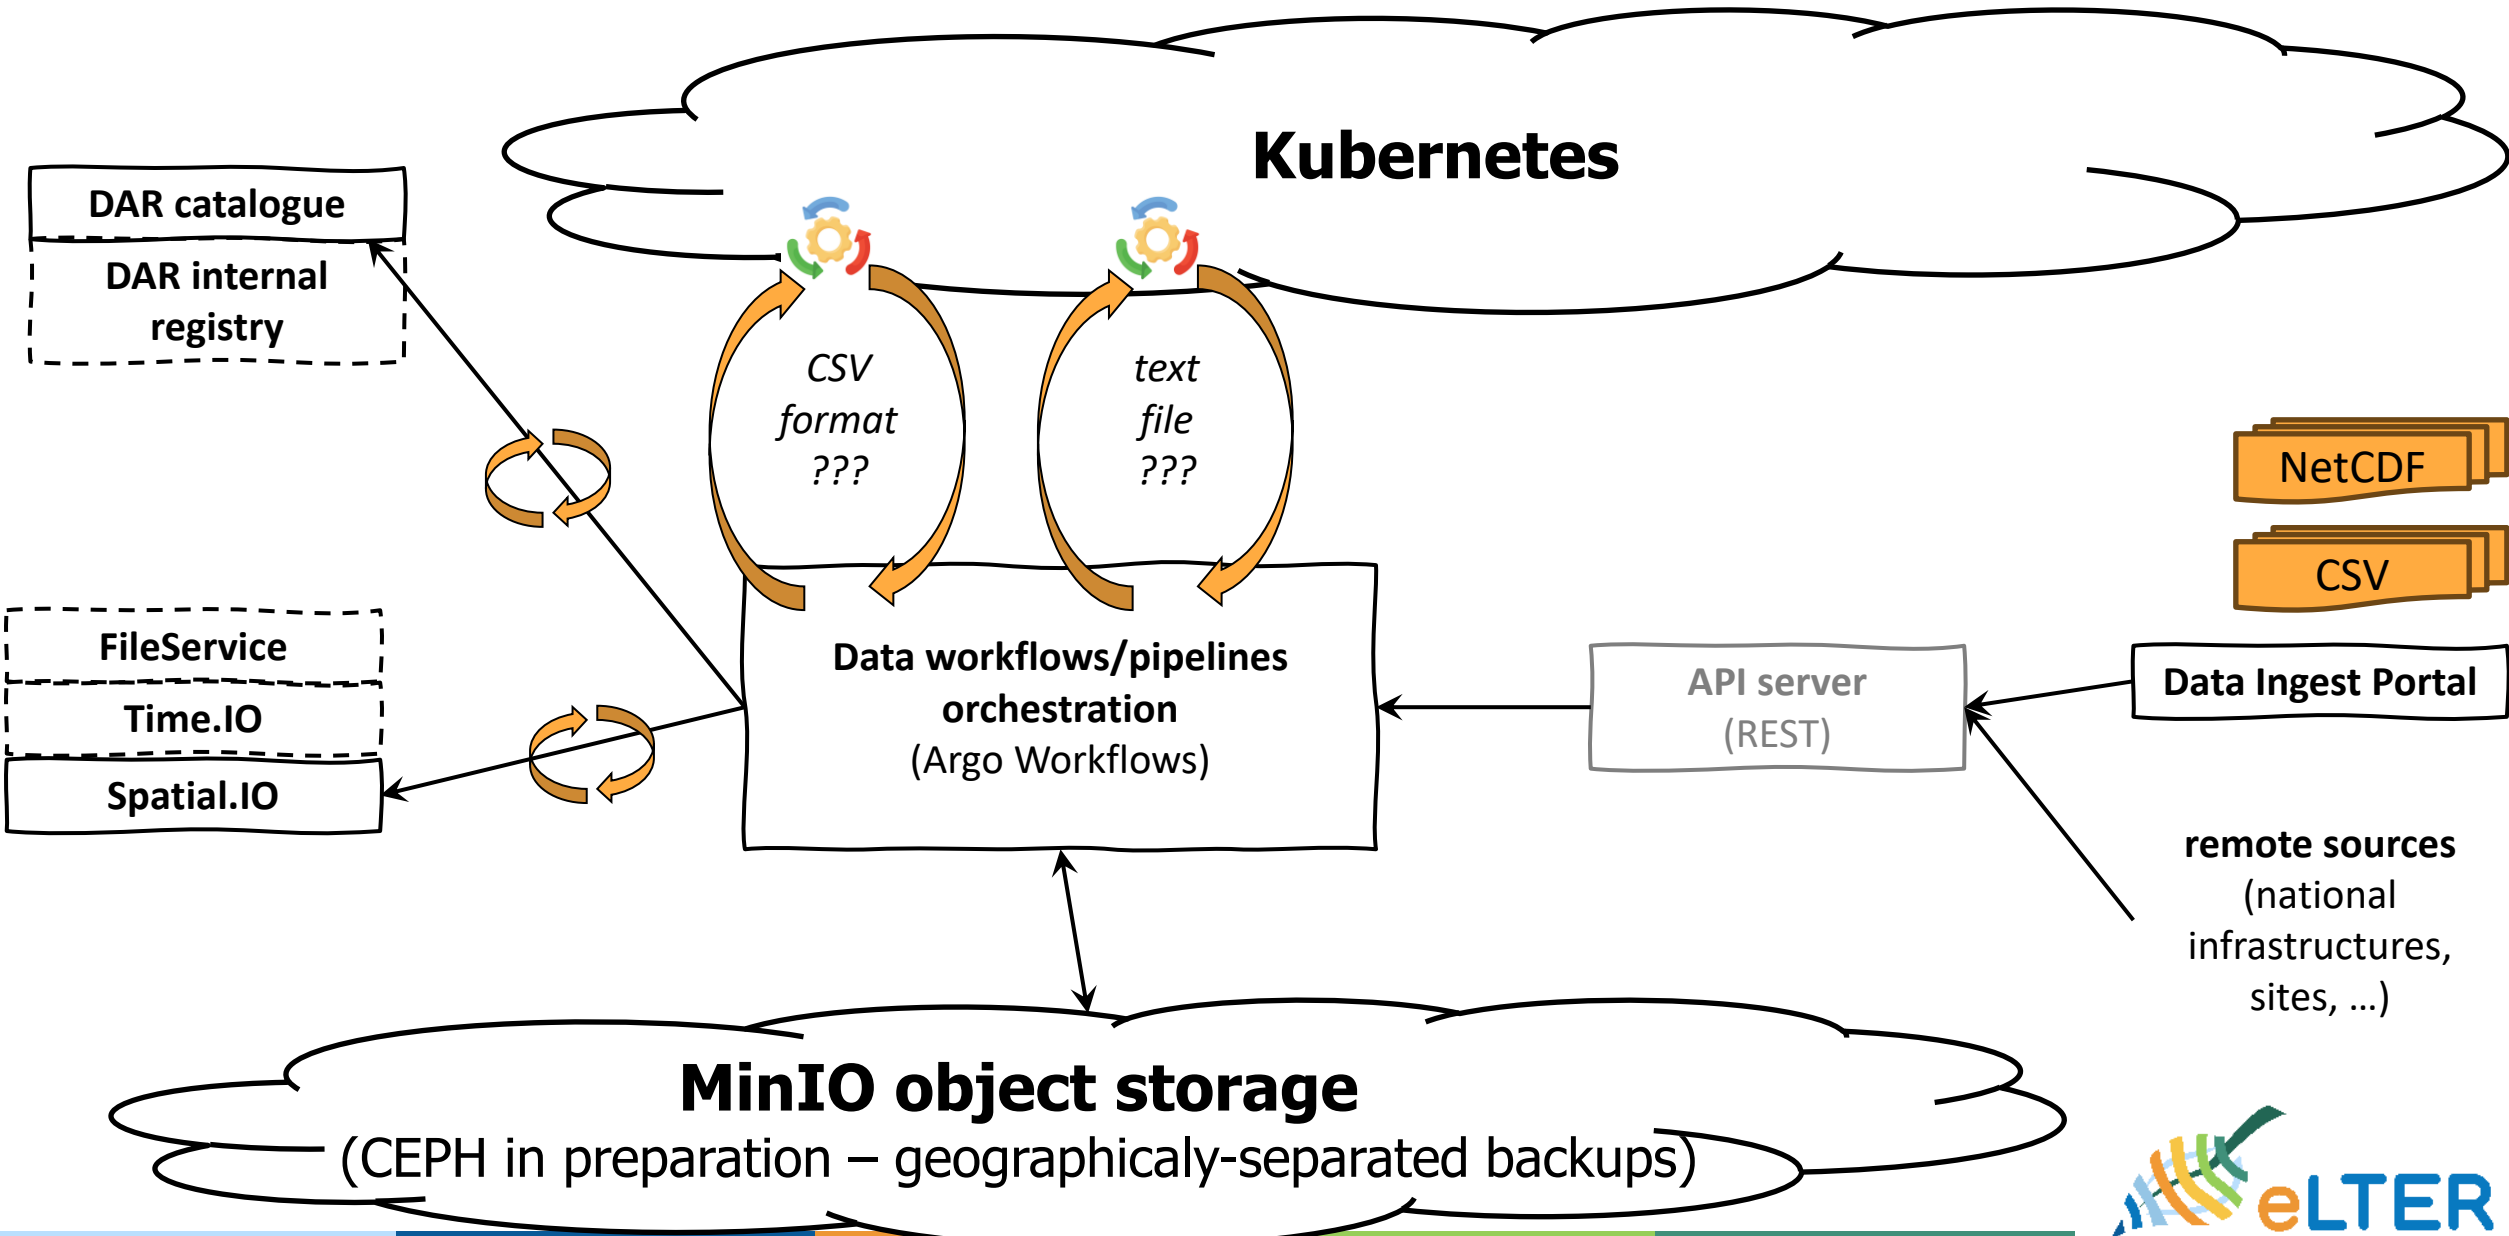 Kubernetes
DAR catalogue
DAR internal
registry
CSV
format
???
text
file
???
NetCDF
CSV
FileService
Time.IO
Spatial.IO
Data workflows/pipelines
orchestration
(Argo Workflows)
API server
(REST)
Data Ingest Portal
remote sources
(national
infrastructures,
sites, ...)
MinIO object storage
(CEPH in preparation – geographicaly-separated backups)
eLTER